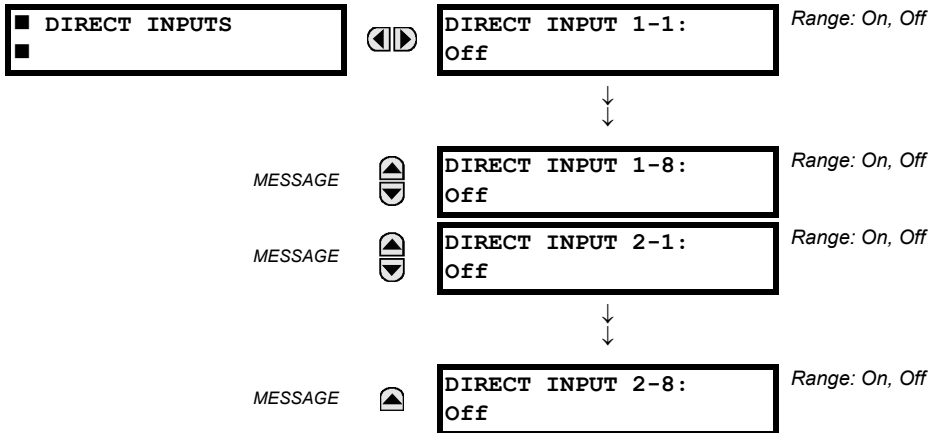 ■ DIRECT INPUTS
■
DIRECT INPUT 1-1:
Off
Range: On, Off
↓
↓
MESSAGE
DIRECT INPUT 1-8:
Off
Range: On, Off
MESSAGE
DIRECT INPUT 2-1:
Off
Range: On, Off
↓
↓
MESSAGE
DIRECT INPUT 2-8:
Off
Range: On, Off